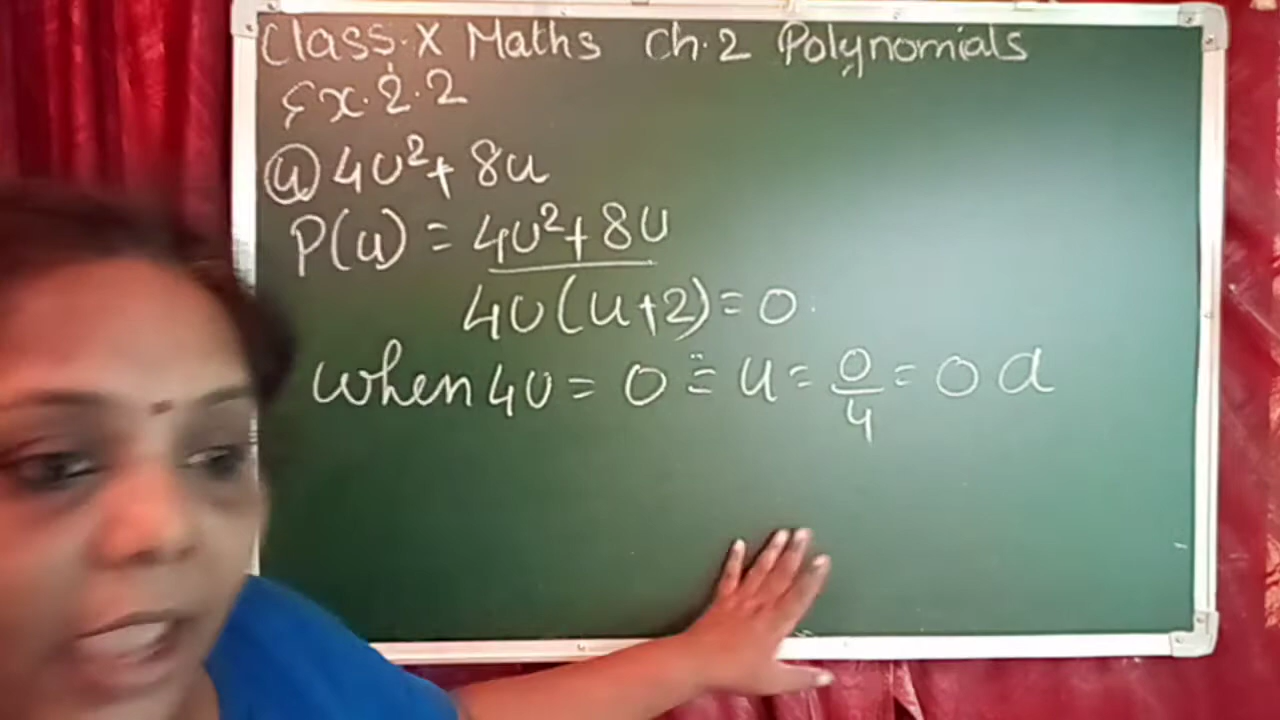 Class.X Maths Ch.2 Polynomials
Ex.2.2
4) 4u²+ 8u
P(u) = 4u²+8u
4u(u+2)=0.
When 4u = 0 = u = 0/4 = 0 α